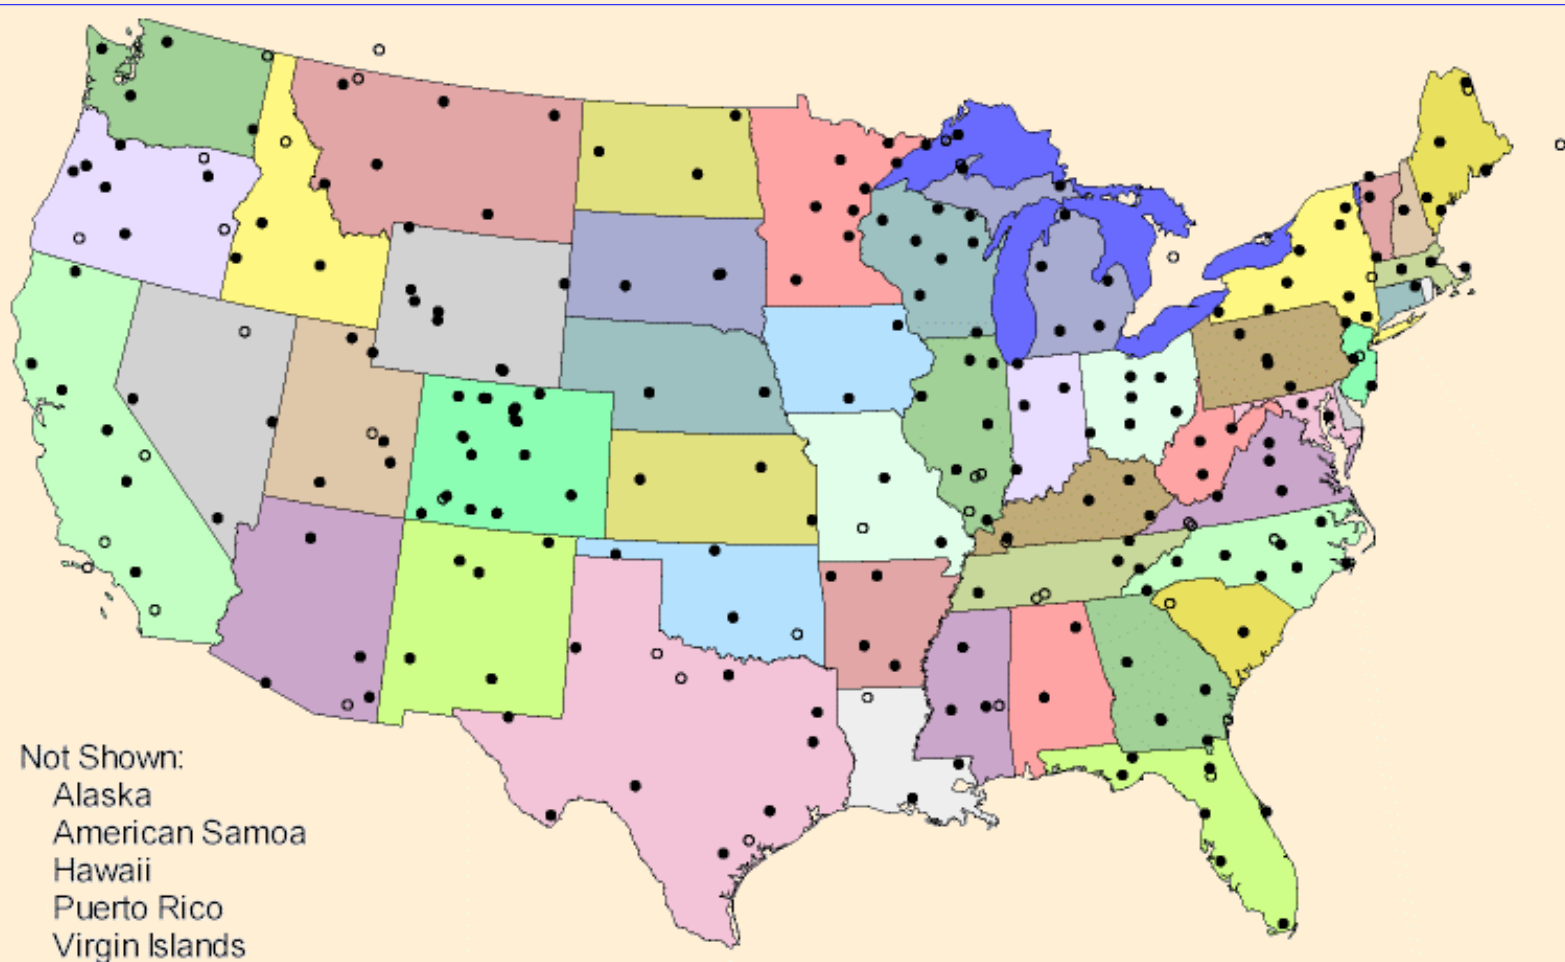 Not Shown:
Alaska
American Samoa
Hawaii
Puerto Rico
Virgin Islands